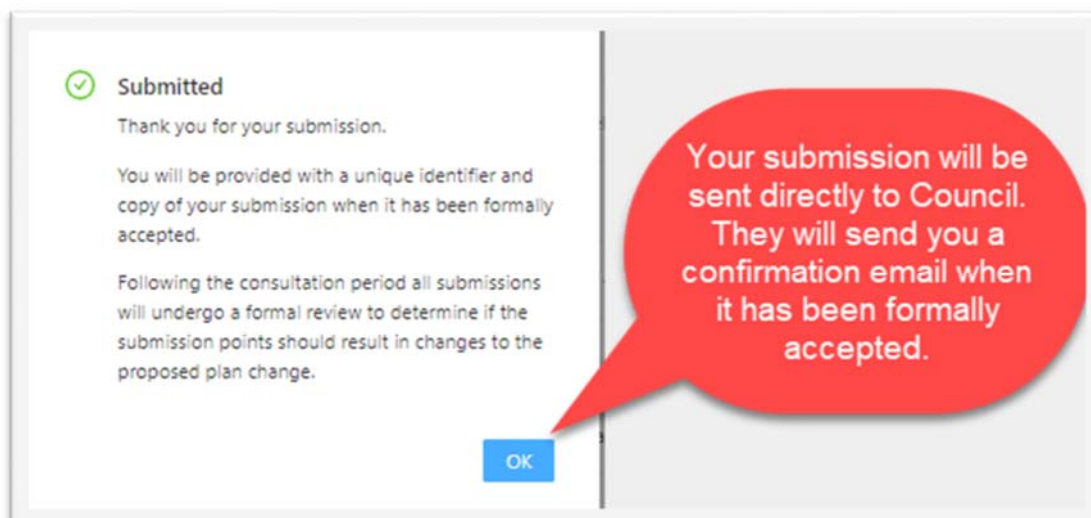 Submitted
Thank you for your submission.
You will be provided with a unique identifier and
copy of your submission when it has been formally
accepted.
Following the consultation period all submissions
will undergo a formal review to determine if the
submission points should result in changes to the
proposed plan change.
OK
Your submission will be
sent directly to Council.
They will send you a
confirmation email when
it has been formally
accepted.